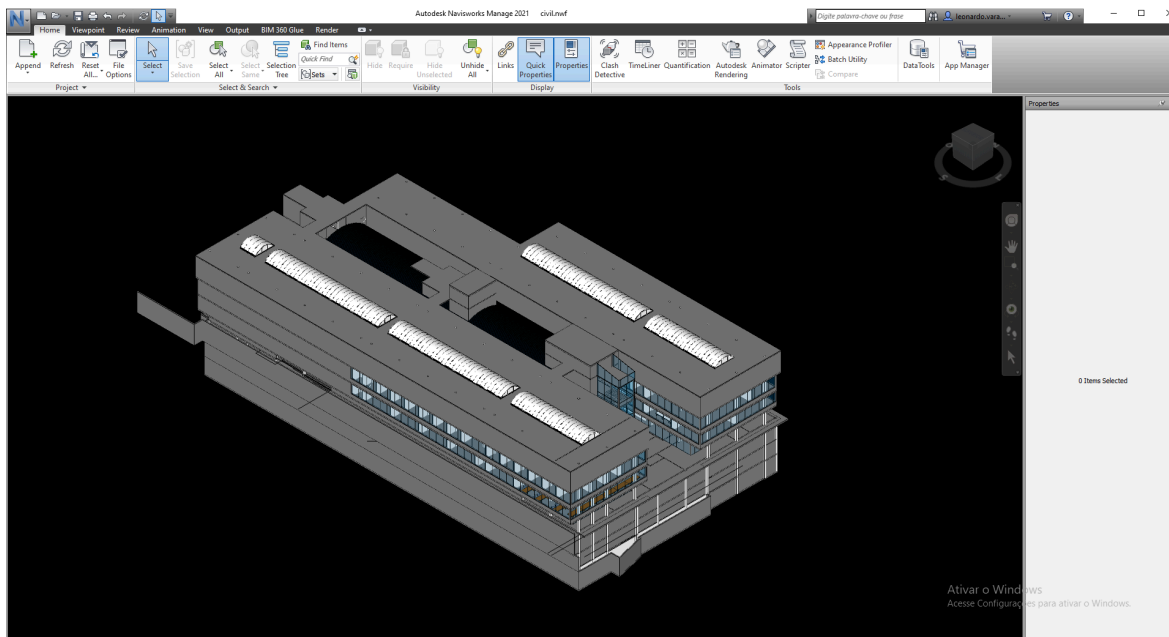 Autodesk Navisworks Manage 2021 civil.nwf
Digite palavra-chave ou frase
leonardo.vara...
Home Viewpoint Review Animation View Output BIM 360 Glue Render
Append
Refresh
Reset All...
File Options
Project
Select
Save Selection
Select All
Select Same
Selection Tree
Find Items
Quick Find
Sets
Select & Search
Hide
Require
Hide Unselected
Unhide All
Visibility
Links
Quick Properties
Properties
Display
Clash Detective
TimeLiner
Quantification
Autodesk Rendering
Animator
Scripter
Appearance Profiler
Batch Utility
Compare
Tools
DataTools
App Manager
Properties
0 Items Selected
Ativar o Windows
Acesse Configurações para ativar o Windows.